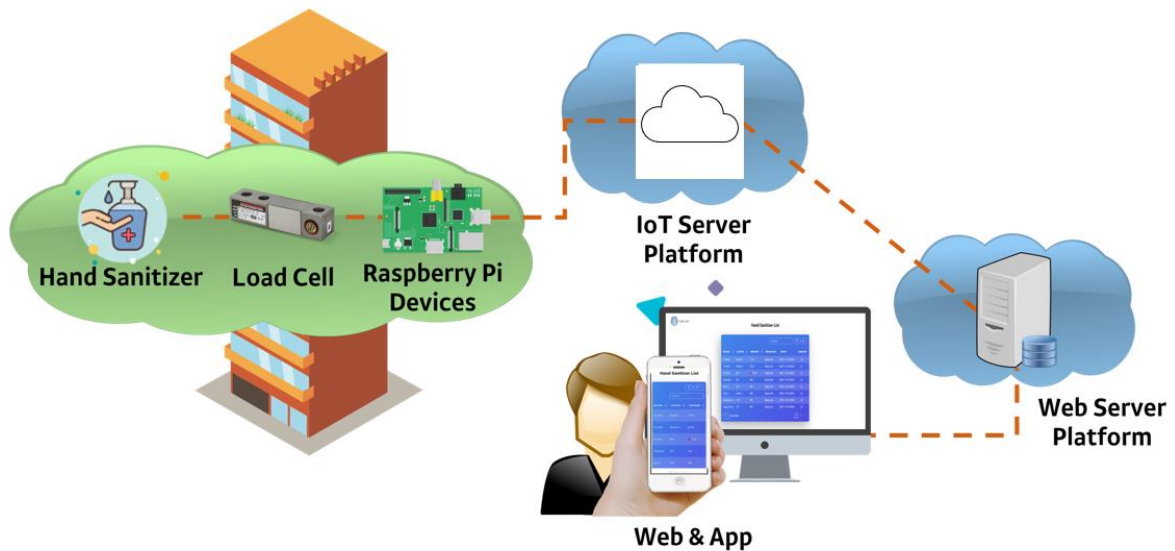 Hand Sanitizer
Load Cell
Raspberry Pi
Devices
IoT Server
Platform
Web Server
Platform
Hand Sanitizer List
Hand Sanitizer List
Web & App